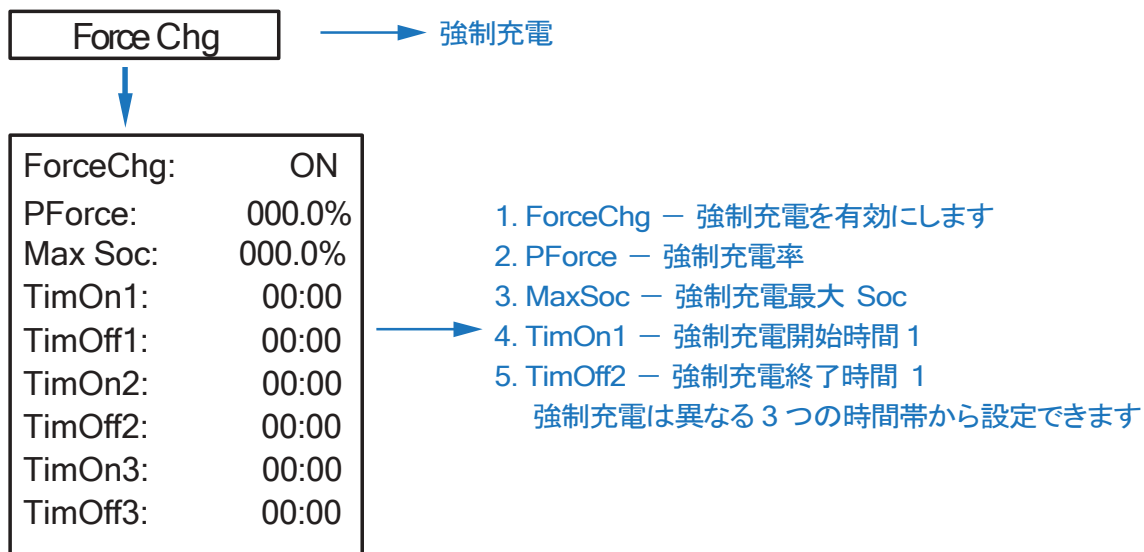 Force Chg
強制充電
ForceChg: ON
PForce: 000.0%
Max Soc: 000.0%
TimOn1: 00:00
TimOff1: 00:00
TimOn2: 00:00
TimOff2: 00:00
TimOn3: 00:00
TimOff3: 00:00
1. ForceChg － 強制充電を有効にします
2. PForce － 強制充電率
3. MaxSoc － 強制充電最大 Soc
4. TimOn1 － 強制充電開始時間 1
5. TimOff2 － 強制充電終了時間 1
強制充電は異なる 3 つの時間帯から設定できます